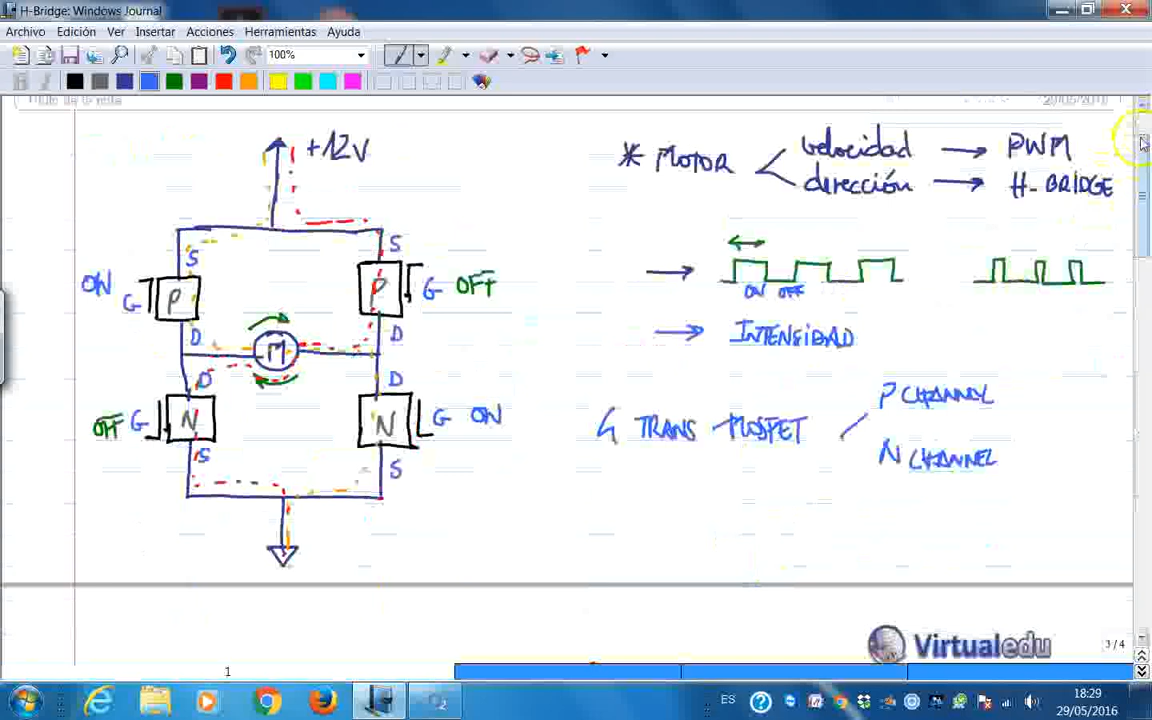 H-Bridge: Windows Journal
Archivo Edición Ver Insertar Acciones Herramientas Ayuda
100%
+12V
* MOTOR
velocidad → PWM
dirección → H-BRIDGE
S S
ON G P
P G OFF
ON OFF
D D
M
INTENSIDAD
D D
OFF G N
N G ON
S S
4 TRANS MOSFET
P CHANNEL
N CHANNEL
Virtualedu
3 / 4
1
ES
18:29
29/05/2016